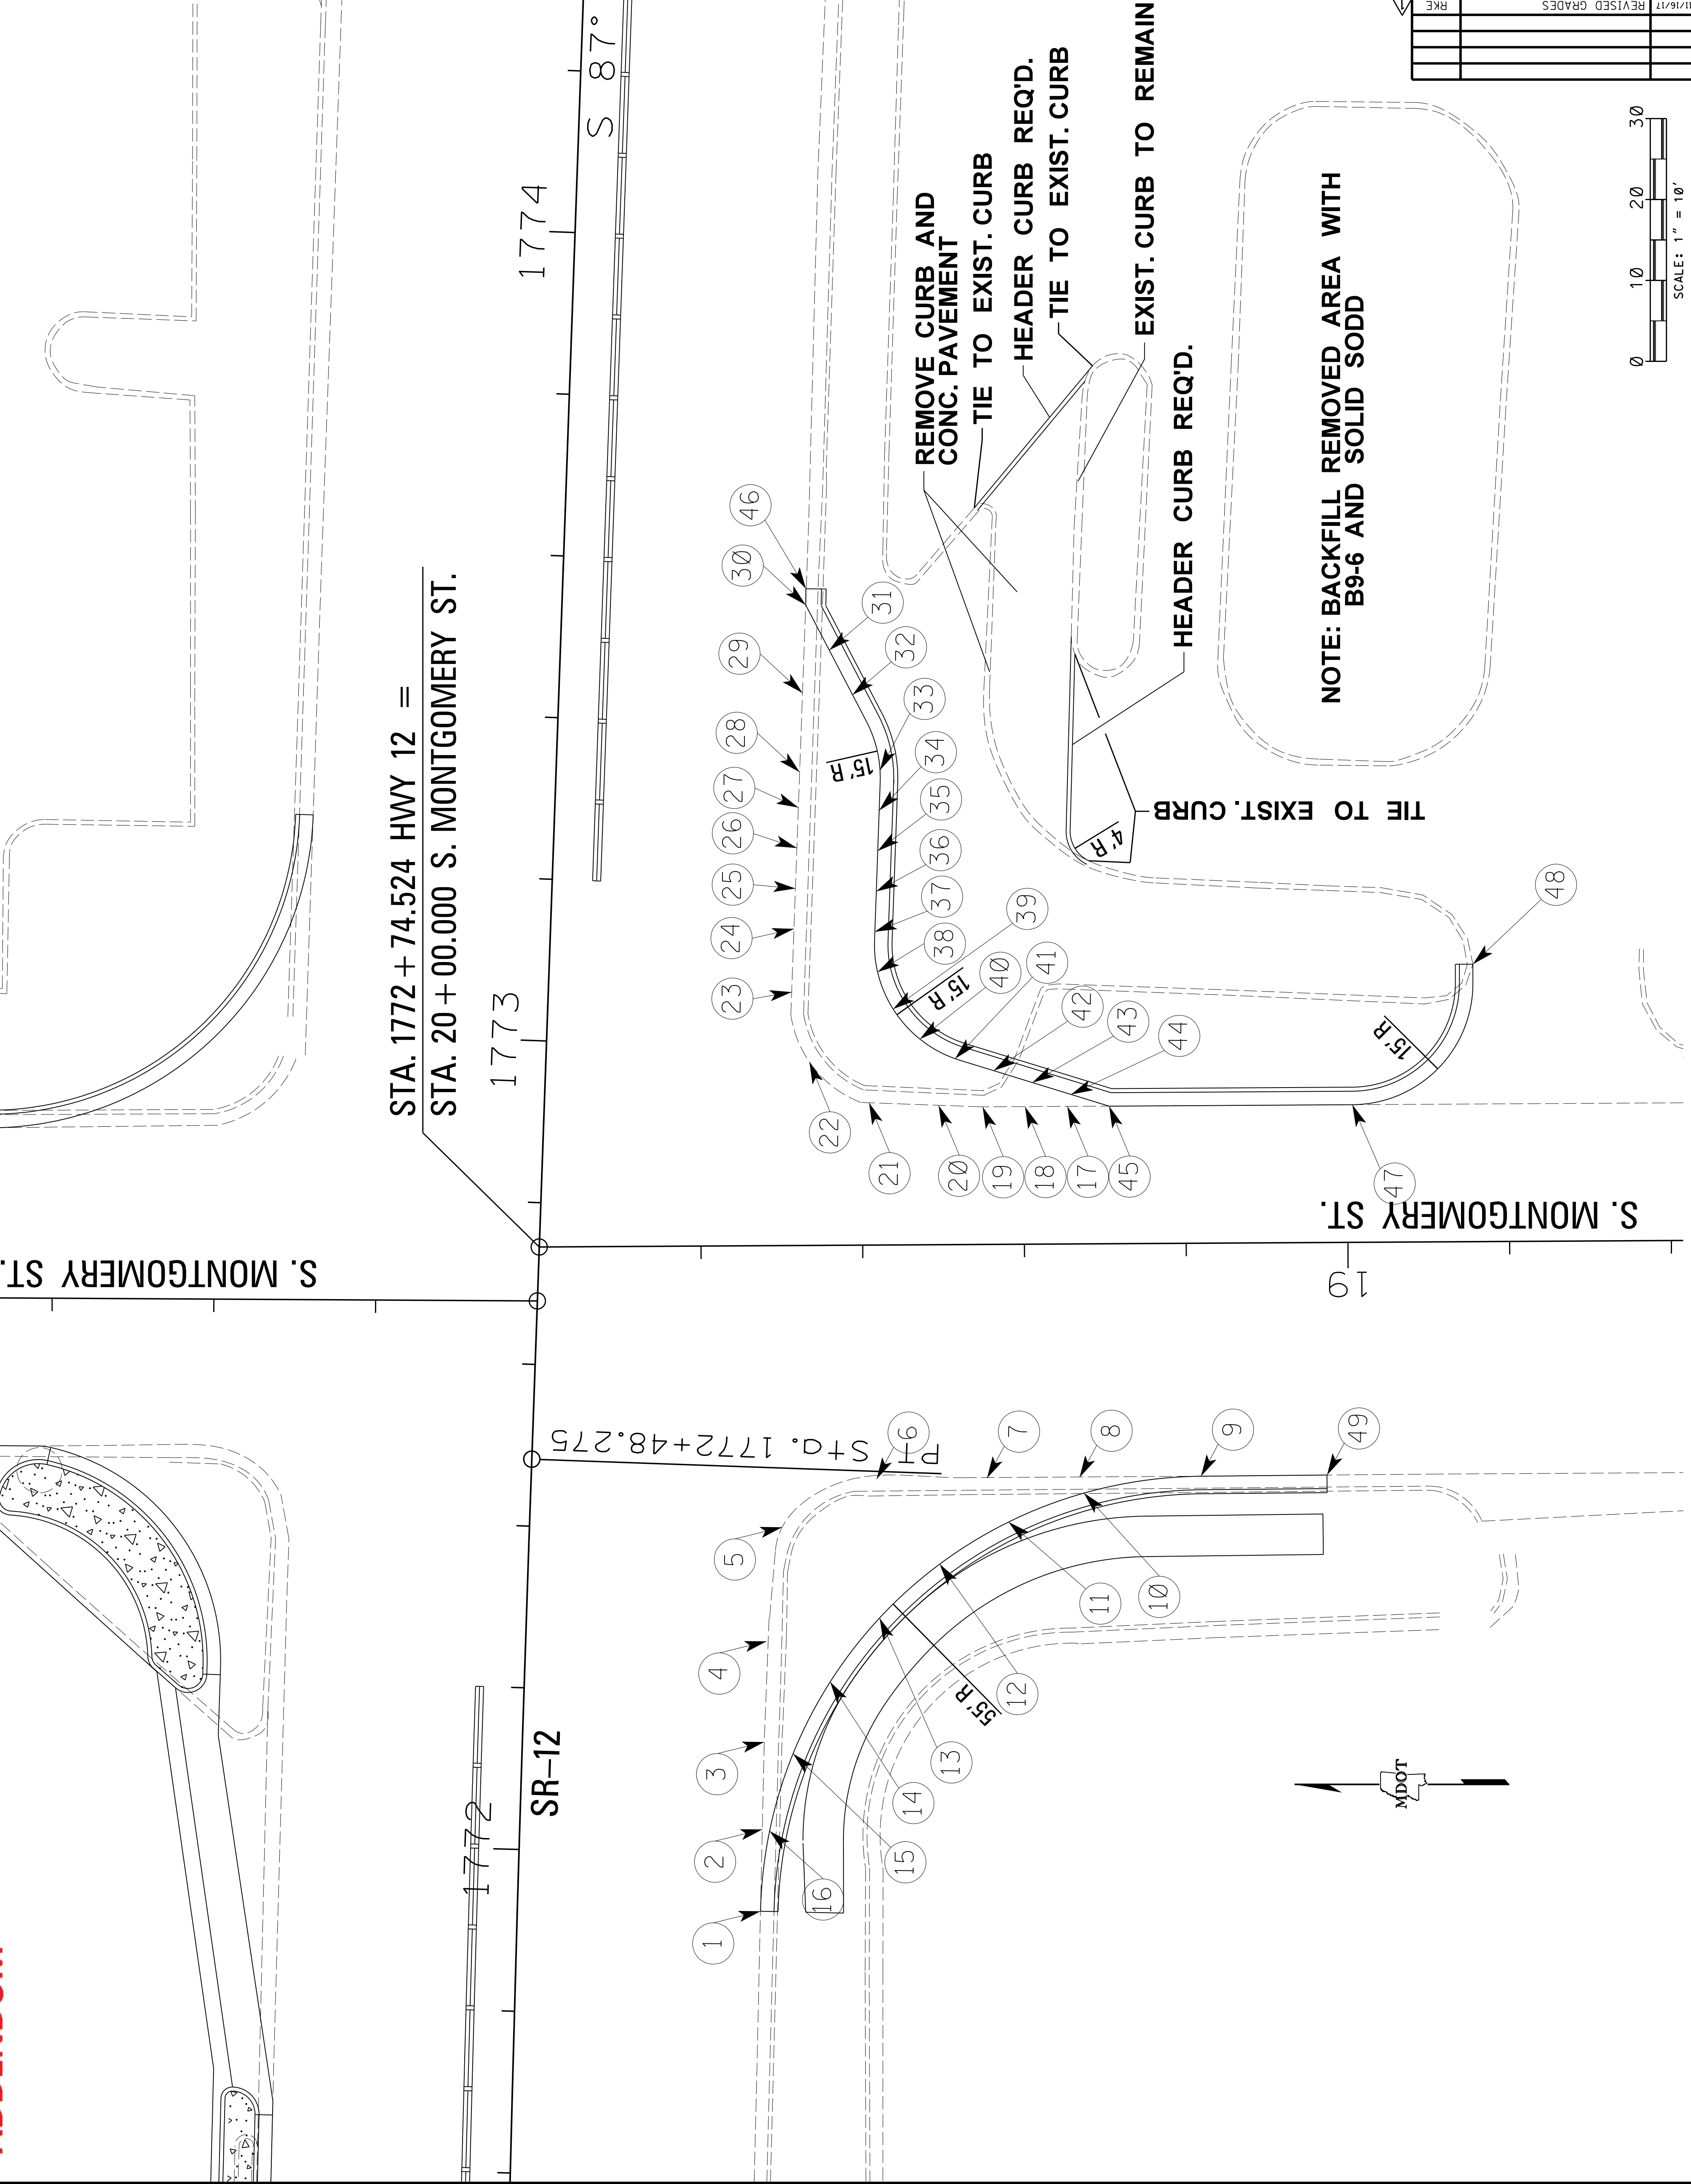 S 87°
1774
1773
1772
19
STA. 1772+74.524 HWY 12 =
STA. 20+00.000 S. MONTGOMERY ST.
S. MONTGOMERY ST.
S. MONTGOMERY ST.
SR-12
PT Sta. 1772+48.275
REMOVE CURB AND
CONC. PAVEMENT
TIE TO EXIST. CURB
HEADER CURB REQ'D.
TIE TO EXIST. CURB
EXIST. CURB TO REMAIN
HEADER CURB REQ'D.
TIE TO EXIST. CURB
NOTE: BACKFILL REMOVED AREA WITH
B9-6 AND SOLID SODD
15' R
15' R
15' R
4' R
55' R
1
2
3
4
5
6
7
8
9
10
11
12
13
14
15
16
17
18
19
20
21
22
23
24
25
26
27
28
29
30
31
32
33
34
35
36
37
38
39
40
41
42
43
44
45
46
47
48
49
MDOT
0 10 20 30
SCALE: 1" = 10'
11/16/17 REVISED GRADES RKE